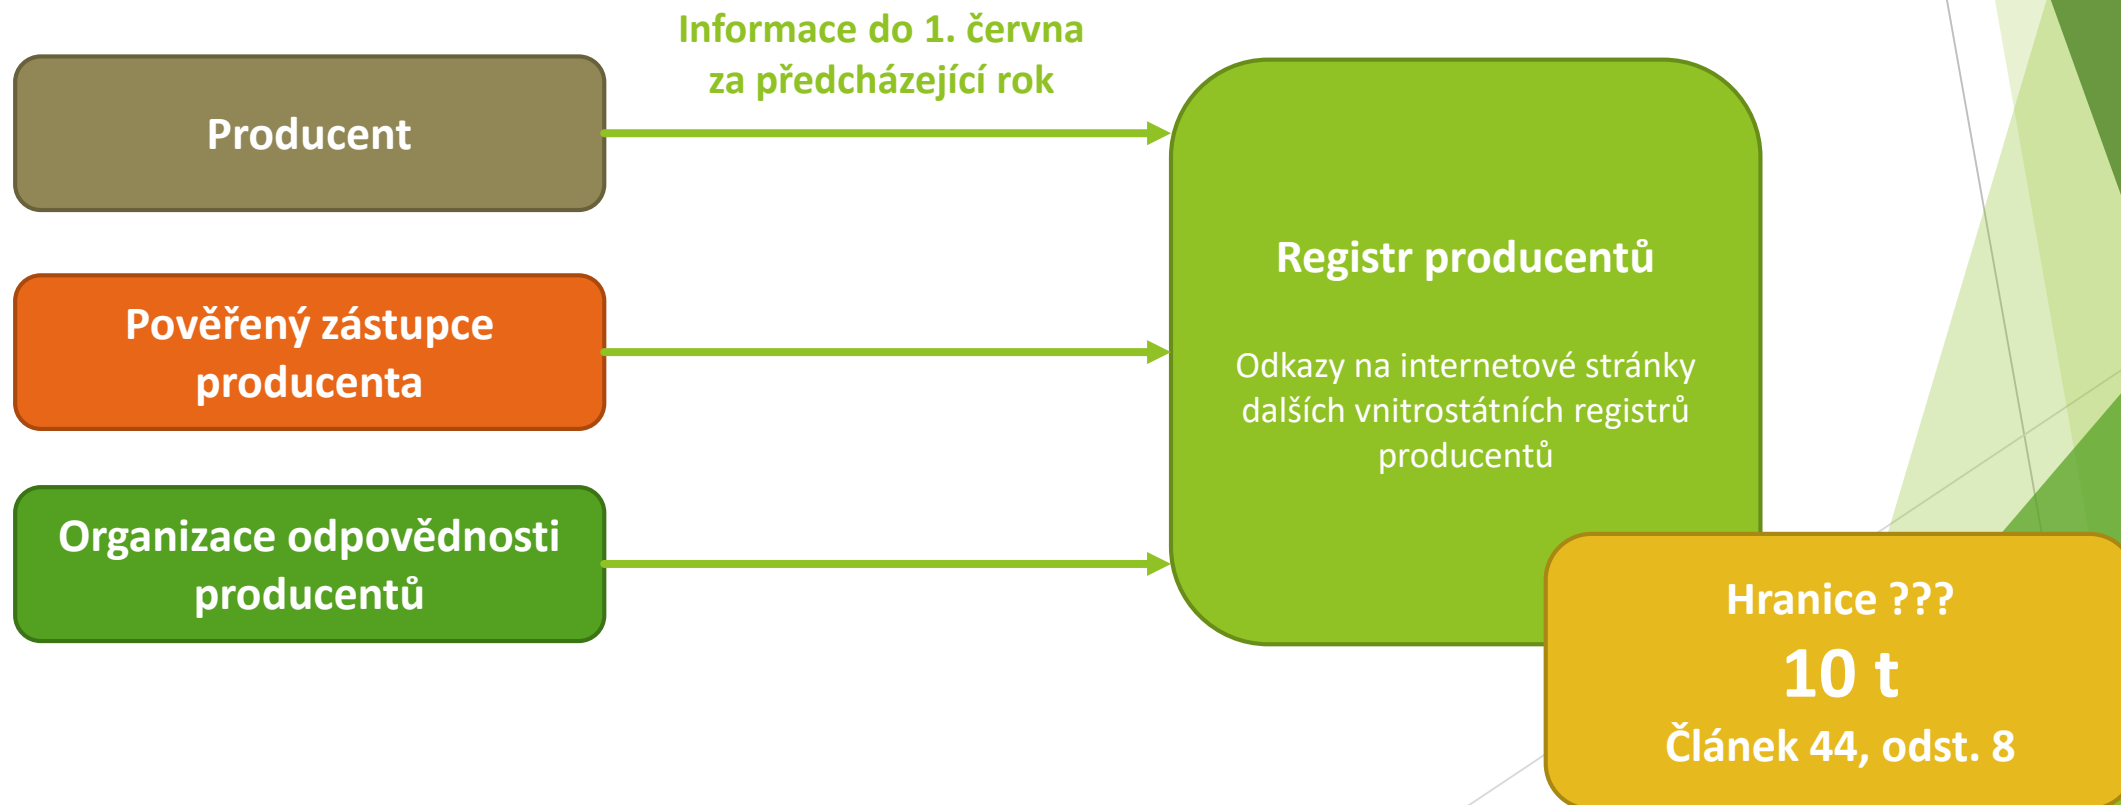 Informace do 1. června
za předcházející rok
Producent
Pověřený zástupce
producenta
Organizace odpovědnosti
producentů
Registr producentů
Odkazy na internetové stránky
dalších vnitrostátních registrů
producentů
Hranice ???
10 t
Článek 44, odst. 8